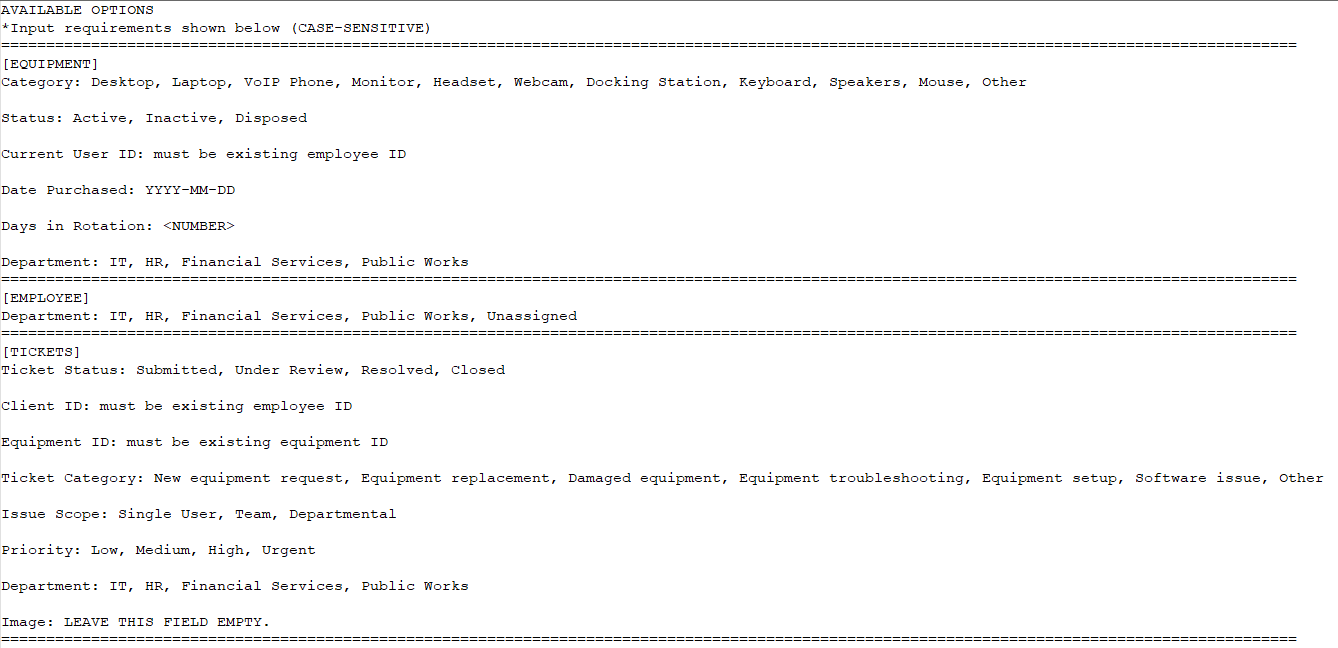 AVAILABLE OPTIONS
*Input requirements shown below (CASE-SENSITIVE)
================================================================================================================================================
[EQUIPMENT]
Category: Desktop, Laptop, VoIP Phone, Monitor, Headset, Webcam, Docking Station, Keyboard, Speakers, Mouse, Other
Status: Active, Inactive, Disposed
Current User ID: must be existing employee ID
Date Purchased: YYYY-MM-DD
Days in Rotation: <NUMBER>
Department: IT, HR, Financial Services, Public Works
================================================================================================================================================
[EMPLOYEE]
Department: IT, HR, Financial Services, Public Works, Unassigned
================================================================================================================================================
[TICKETS]
Ticket Status: Submitted, Under Review, Resolved, Closed
Client ID: must be existing employee ID
Equipment ID: must be existing equipment ID
Ticket Category: New equipment request, Equipment replacement, Damaged equipment, Equipment troubleshooting, Equipment setup, Software issue, Other
Issue Scope: Single User, Team, Departmental
Priority: Low, Medium, High, Urgent
Department: IT, HR, Financial Services, Public Works
Image: LEAVE THIS FIELD EMPTY.
================================================================================================================================================